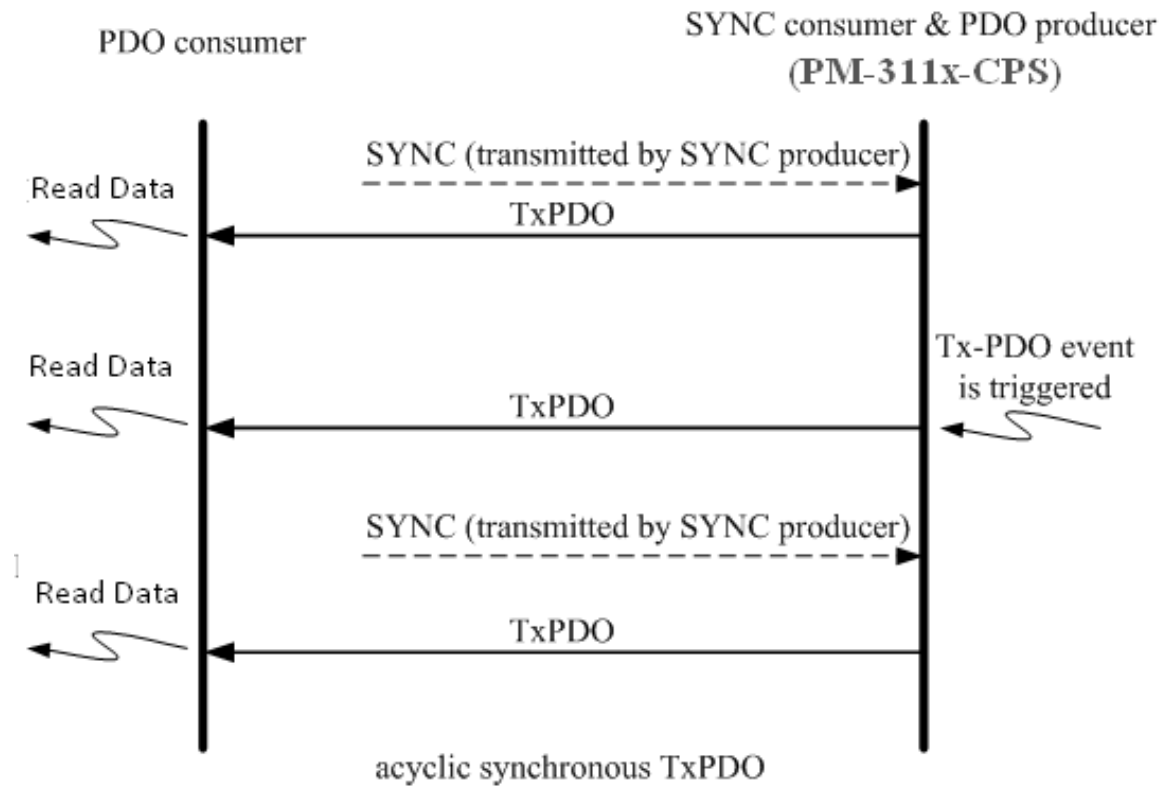 PDO consumer
SYNC consumer & PDO producer
(PM-311x-CPS)
SYNC (transmitted by SYNC producer)
Read Data
TxPDO
Tx-PDO event
is triggered
Read Data
TxPDO
SYNC (transmitted by SYNC producer)
Read Data
TxPDO
acyclic synchronous TxPDO